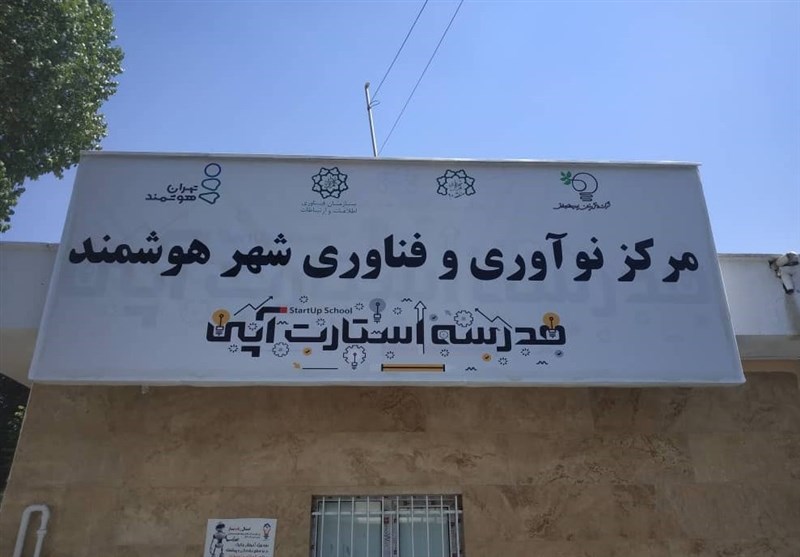 تهران هوشمند
سازمان فناوری
اطلاعات و ارتباطات
مرکز نوآوری و فناوری شهر هوشمند
StartUp School
مدرسه استارت آپی